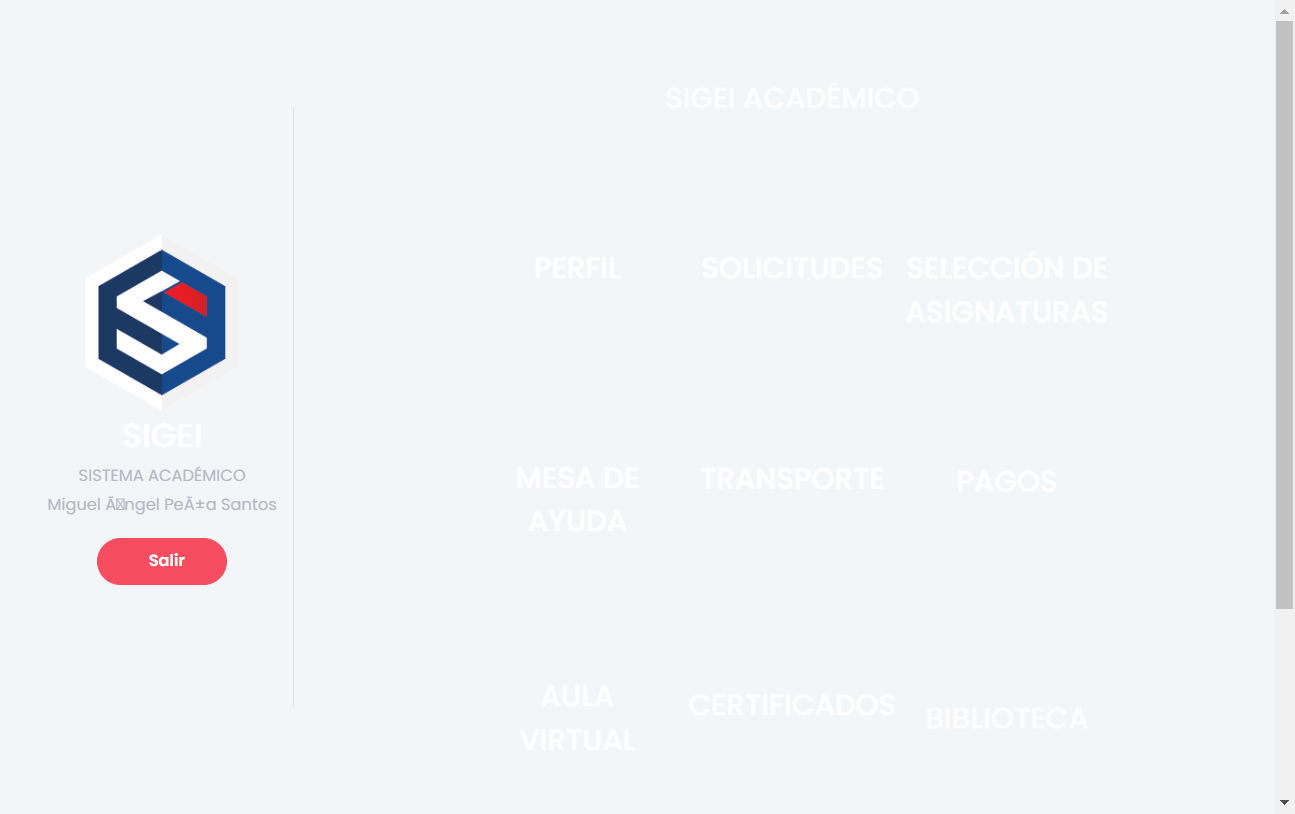 SIGEI ACADÉMICO
PERFIL
SOLICITUDES
SELECCIÓN DE
ASIGNATURAS
SIGEI
SISTEMA ACADÉMICO
Miguel Ã�ngel PeÃ±a Santos
Salir
MESA DE
AYUDA
TRANSPORTE
PAGOS
AULA
VIRTUAL
CERTIFICADOS
BIBLIOTECA